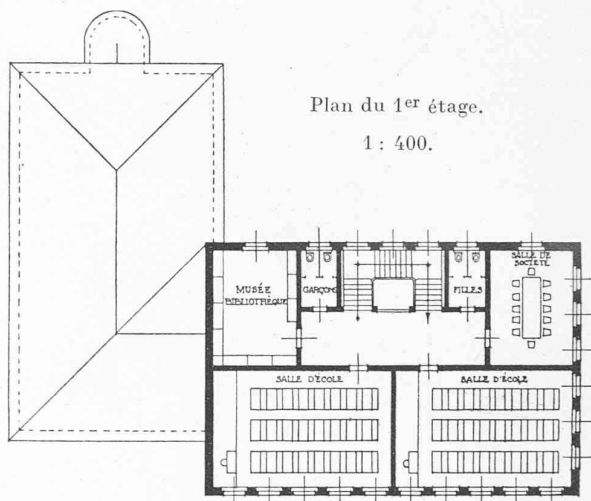 Plan du 1er étage.
1 : 400.
SALLE DE
SOCIÉTÉ
MUSÉE
BIBLIOTHÈQUE
GARÇONS
FILLES
SALLE D'ÉCOLE
SALLE D'ÉCOLE